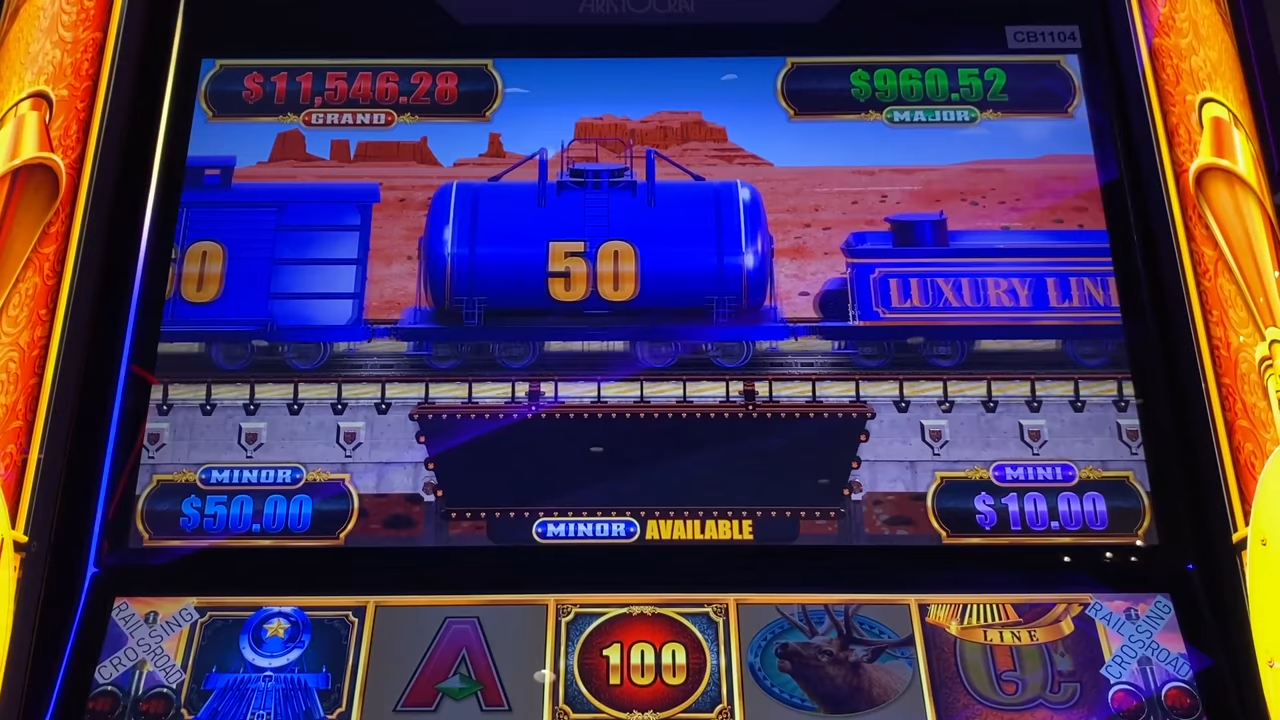 ARISTOCRAT
CB1104
$11,546.28
GRAND
$960.52
MAJOR
50
LUXURY LINE
MINOR
$50.00
MINI
$10.00
MINOR AVAILABLE
RAILROAD
CROSSING
A
100
LINE
Q
RAILROAD
CROSSING